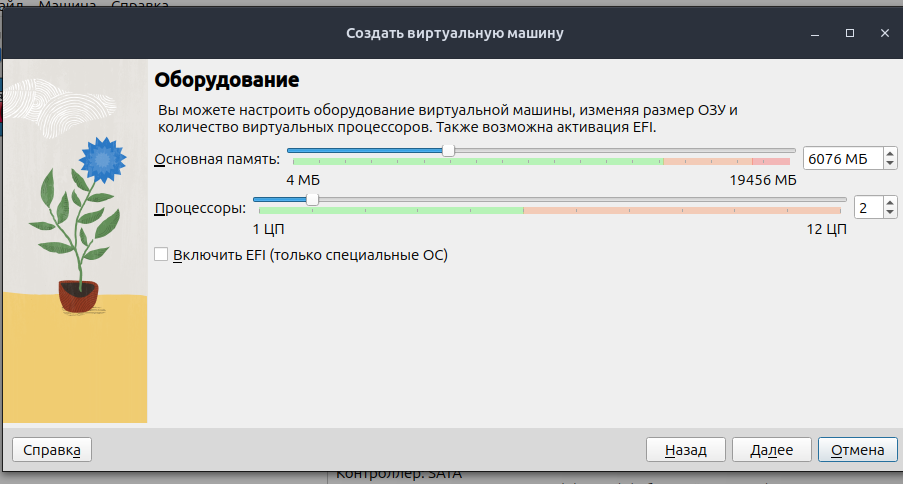 Машина Справка
Создать виртуальную машину
Оборудование
Вы можете настроить оборудование виртуальной машины, изменяя размер ОЗУ и
количество виртуальных процессоров. Также возможна активация EFI.
Основная память: 6076 МБ
4 МБ 19456 МБ
Процессоры: 2
1 ЦП 12 ЦП
Включить EFI (только специальные ОС)
Справка Назад Далее Отмена
Контроллер: SATA